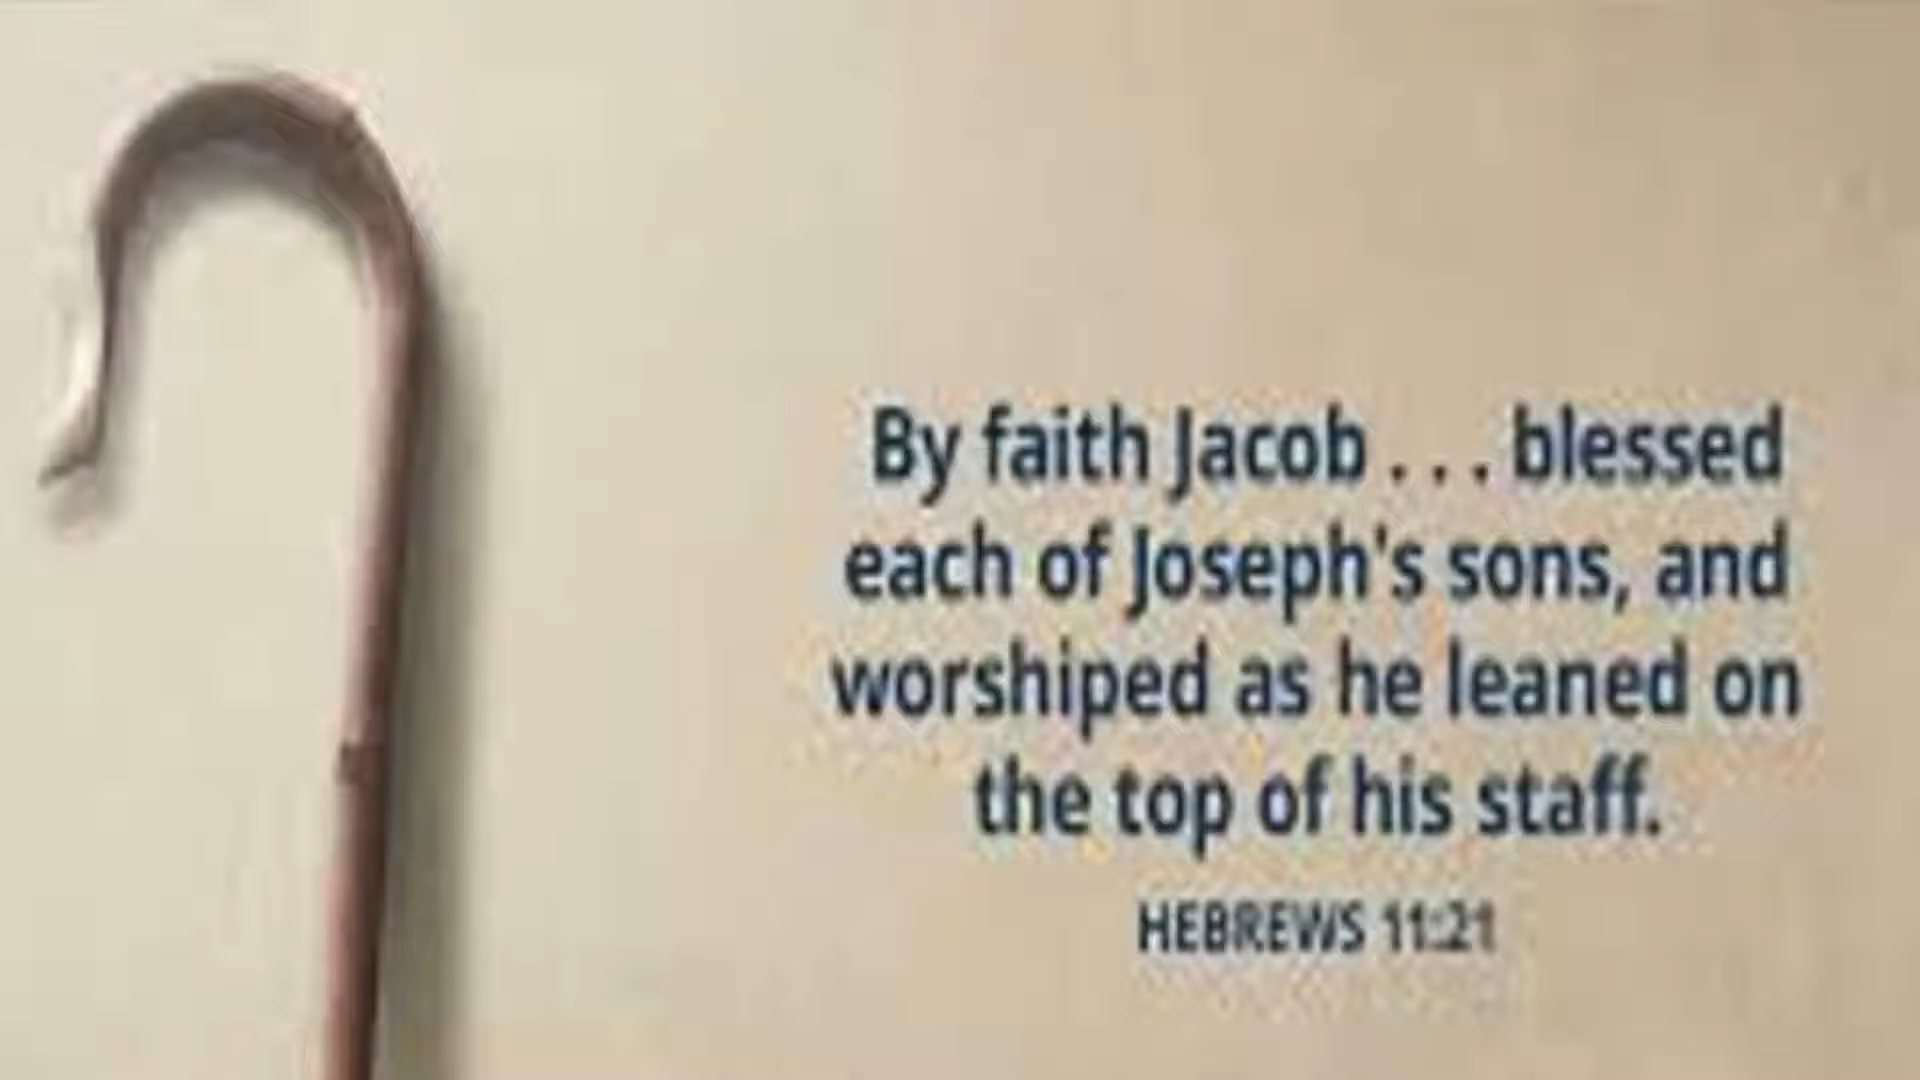 By faith Jacob . . . blessed
each of Joseph's sons, and
worshiped as he leaned on
the top of his staff.
HEBREWS 11:21